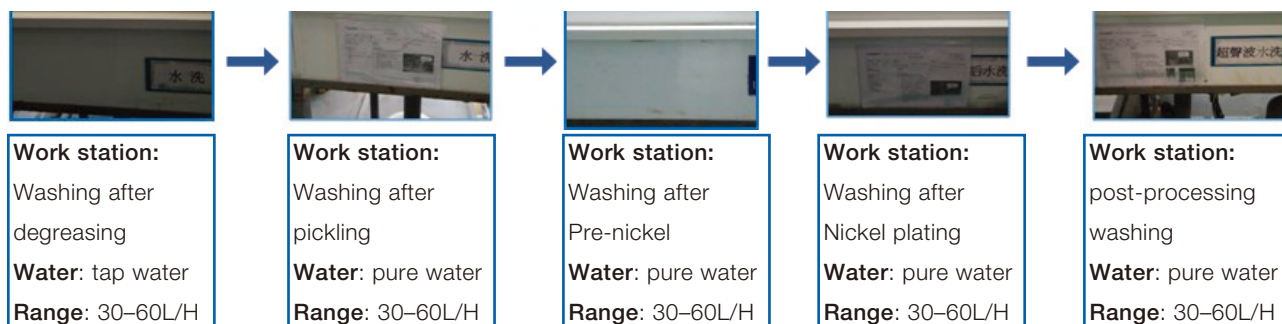 水洗
水洗
后水洗
超聲波水洗
Work station:
Washing after
degreasing
Water: tap water
Range: 30–60L/H
Work station:
Washing after
pickling
Water: pure water
Range: 30–60L/H
Work station:
Washing after
Pre-nickel
Water: pure water
Range: 30–60L/H
Work station:
Washing after
Nickel plating
Water: pure water
Range: 30–60L/H
Work station:
post-processing
washing
Water: pure water
Range: 30–60L/H